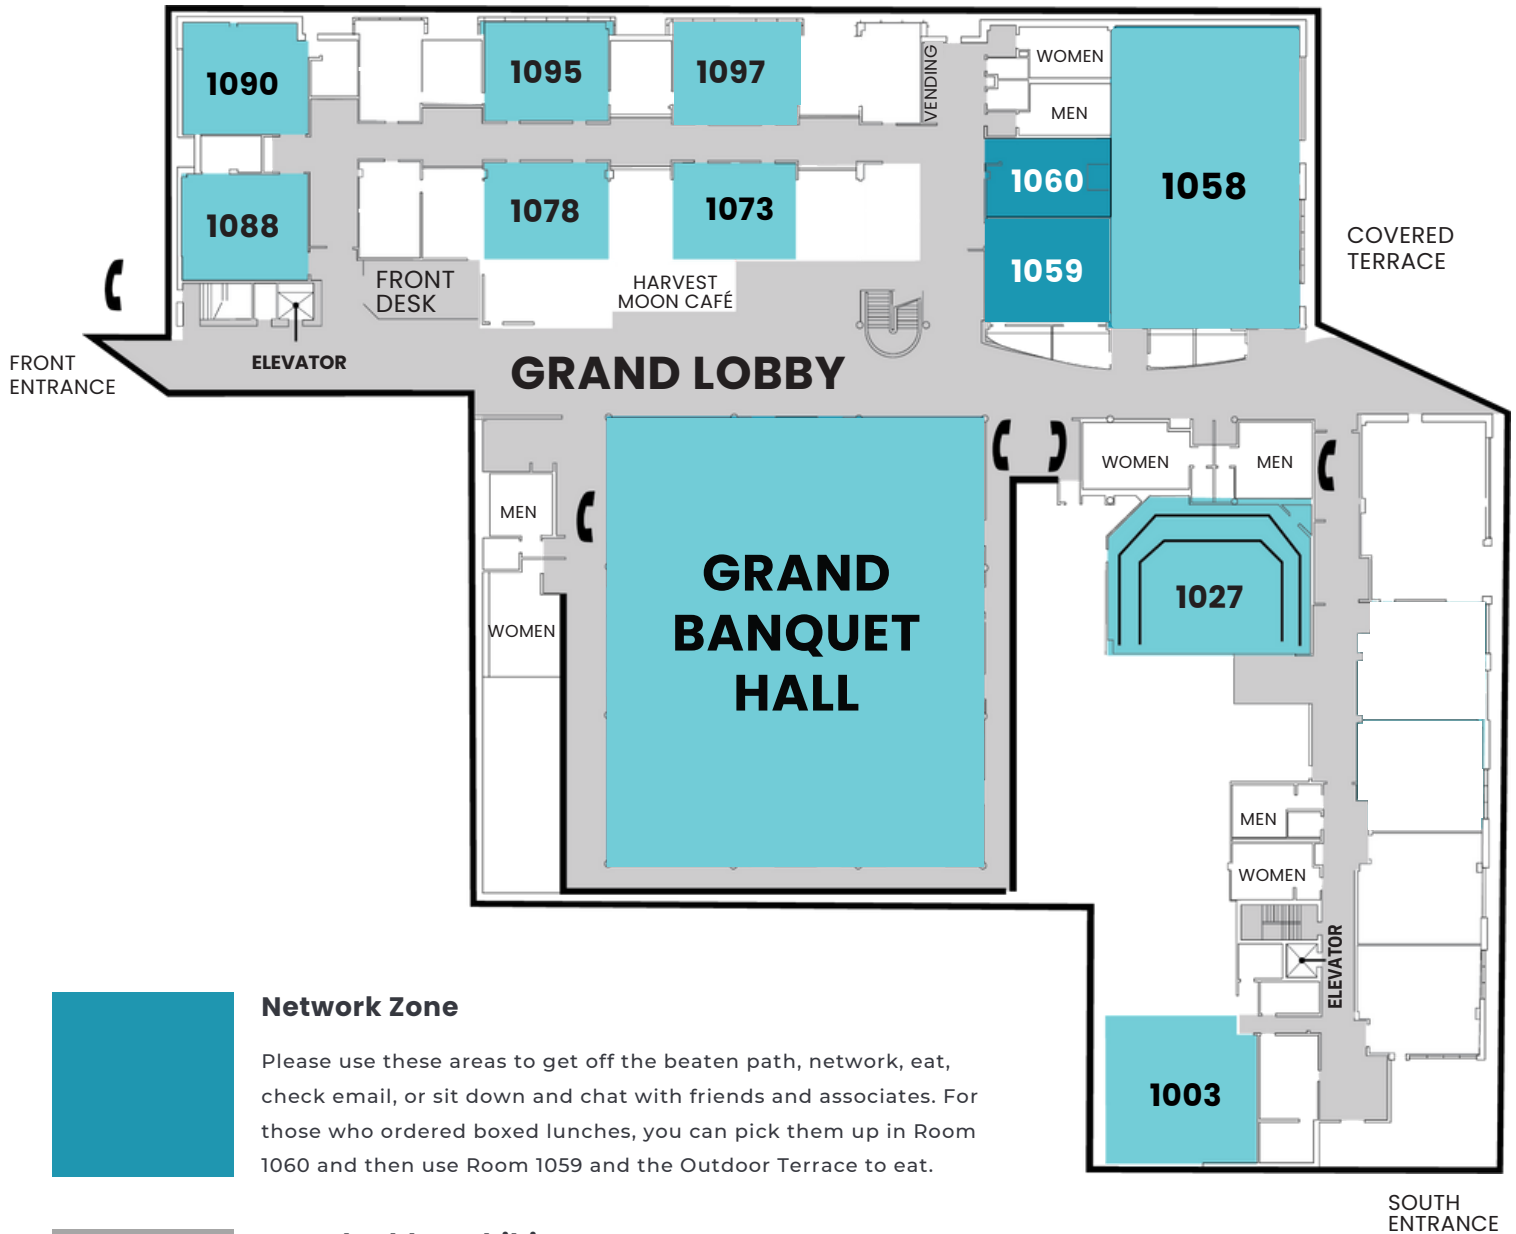 1090
1095
1097
VENDING
WOMEN
MEN
1060
1058
1088
1078
1073
1059
COVERED
TERRACE
FRONT
DESK
HARVEST
MOON CAFÉ
FRONT
ENTRANCE
ELEVATOR
GRAND LOBBY
MEN
WOMEN
GRAND
BANQUET
HALL
WOMEN
MEN
1027
MEN
WOMEN
ELEVATOR
1003
SOUTH
ENTRANCE
Network Zone
Please use these areas to get off the beaten path, network, eat,
check email, or sit down and chat with friends and associates. For
those who ordered boxed lunches, you can pick them up in Room
1060 and then use Room 1059 and the Outdoor Terrace to eat.